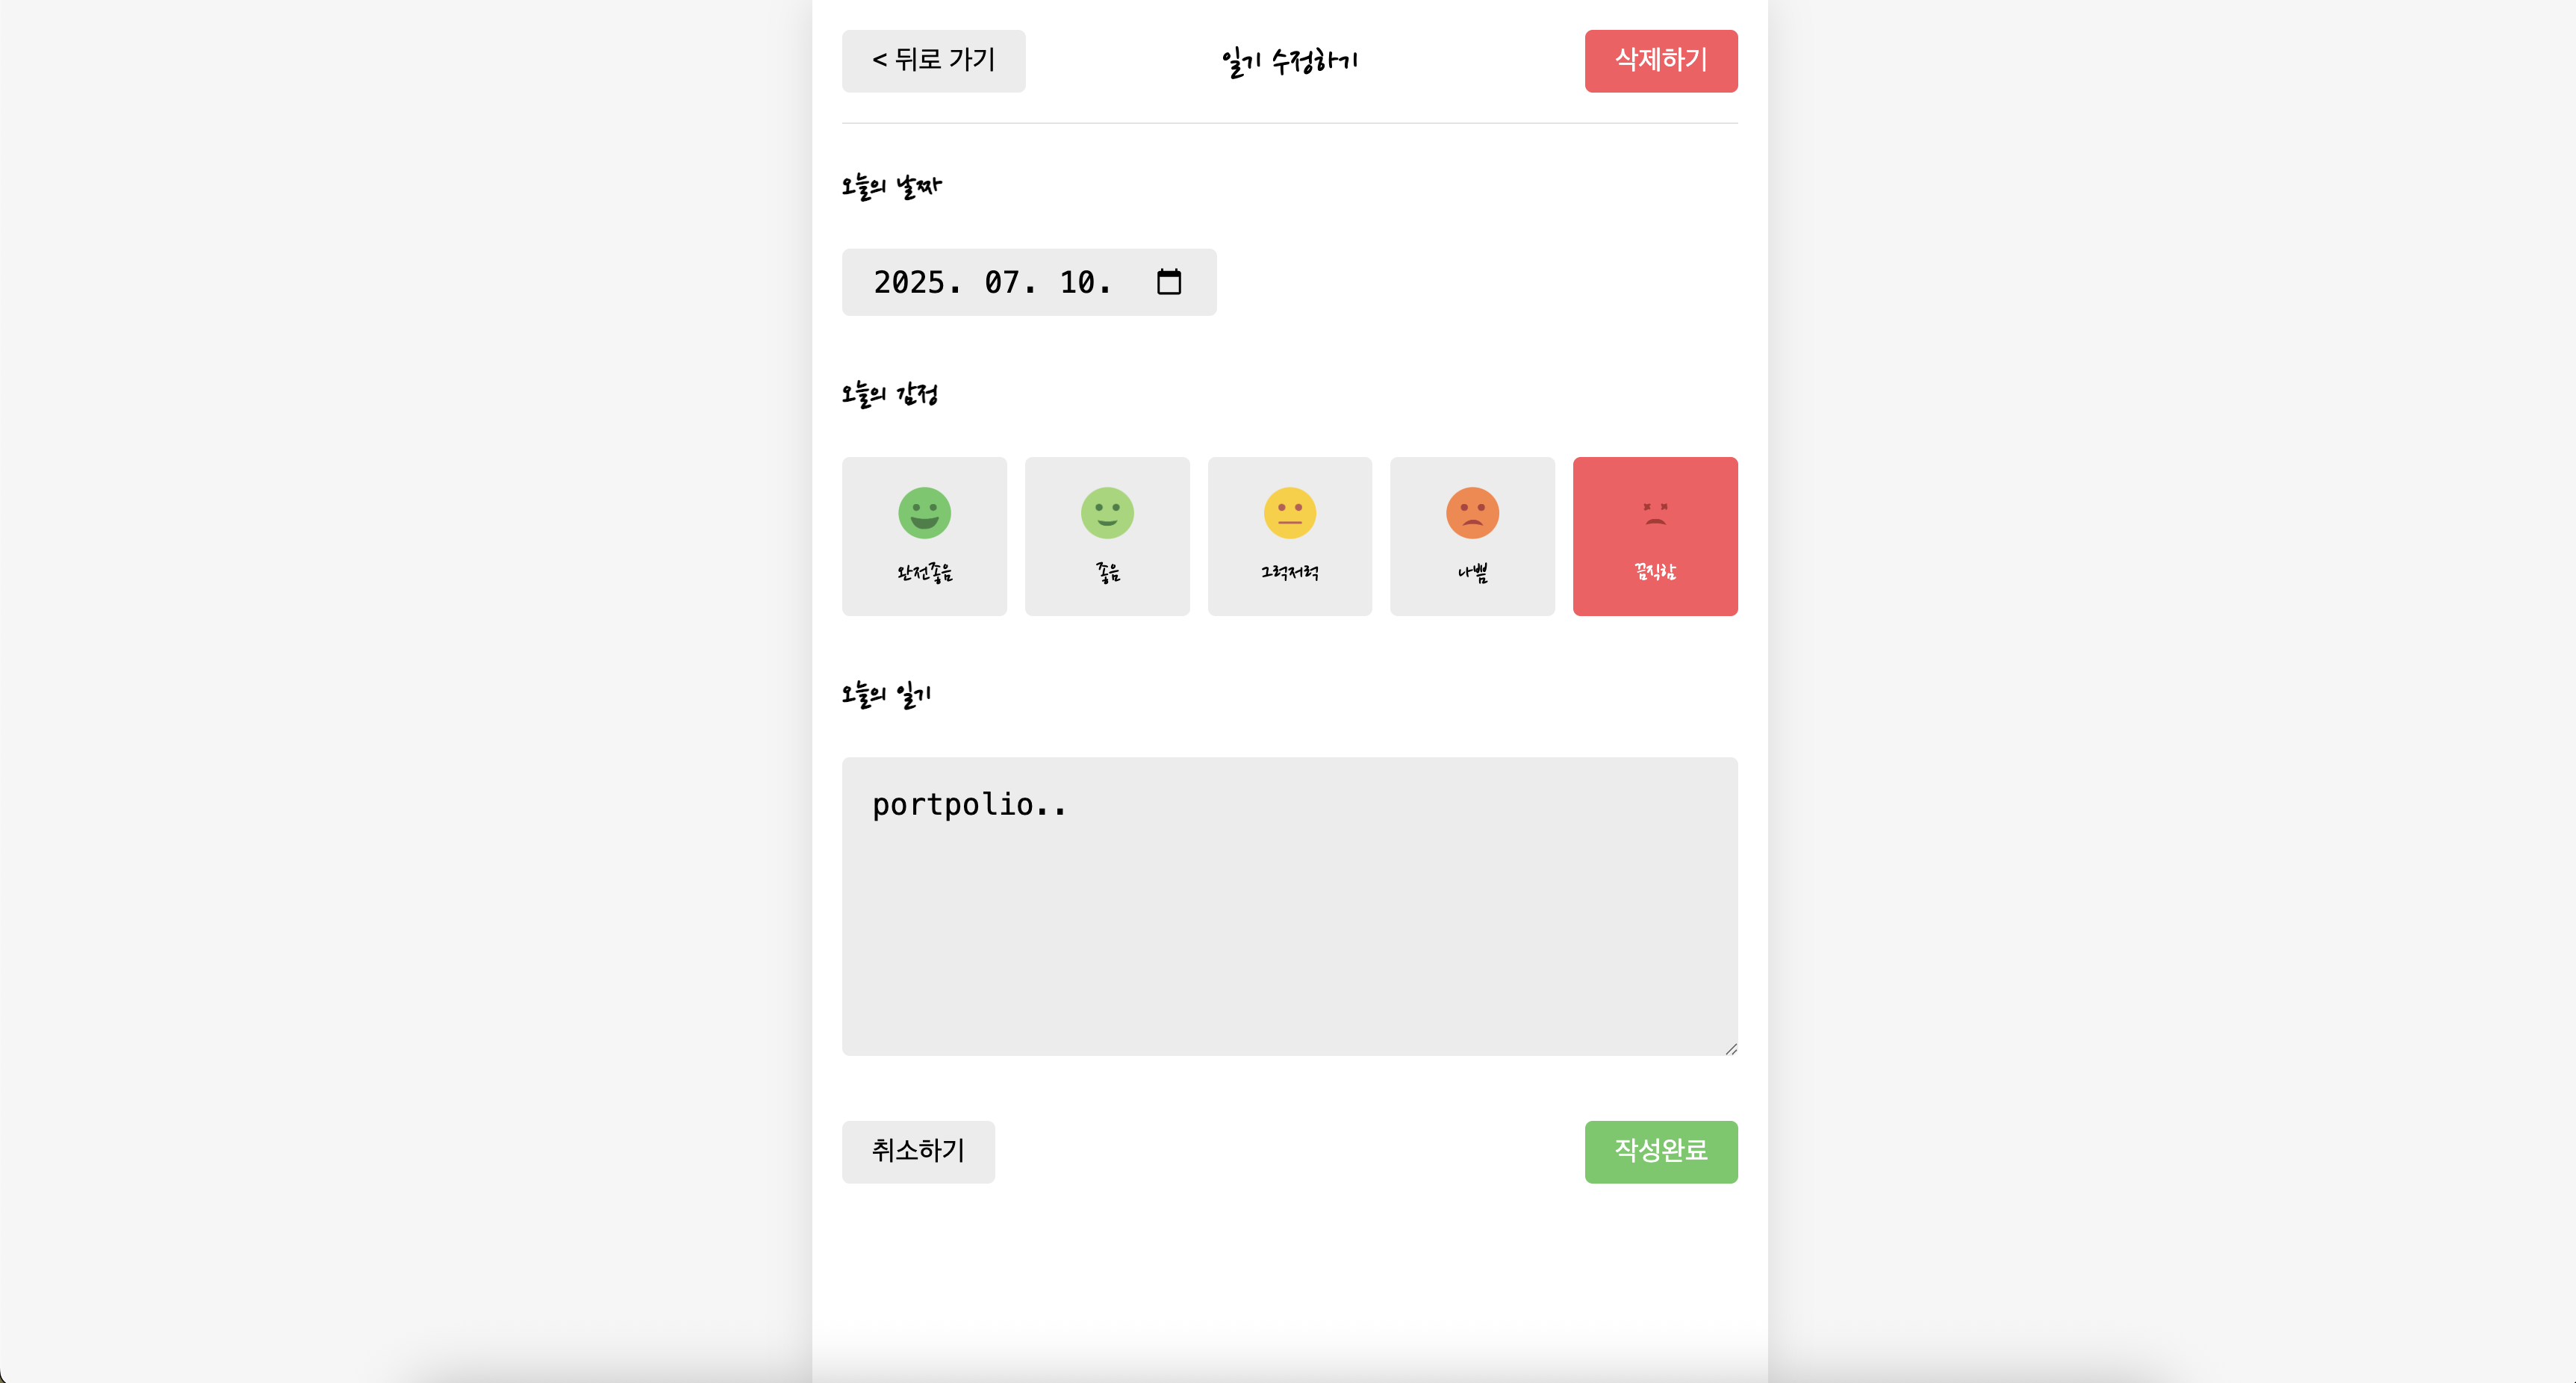 < 뒤로 가기 일기 수정하기 삭제하기
오늘의 날짜
2025. 07. 10.
오늘의 감정
완전좋음 좋음 그럭저럭 나쁨 끔찍함
오늘의 일기
portpolio..
취소하기 작성완료